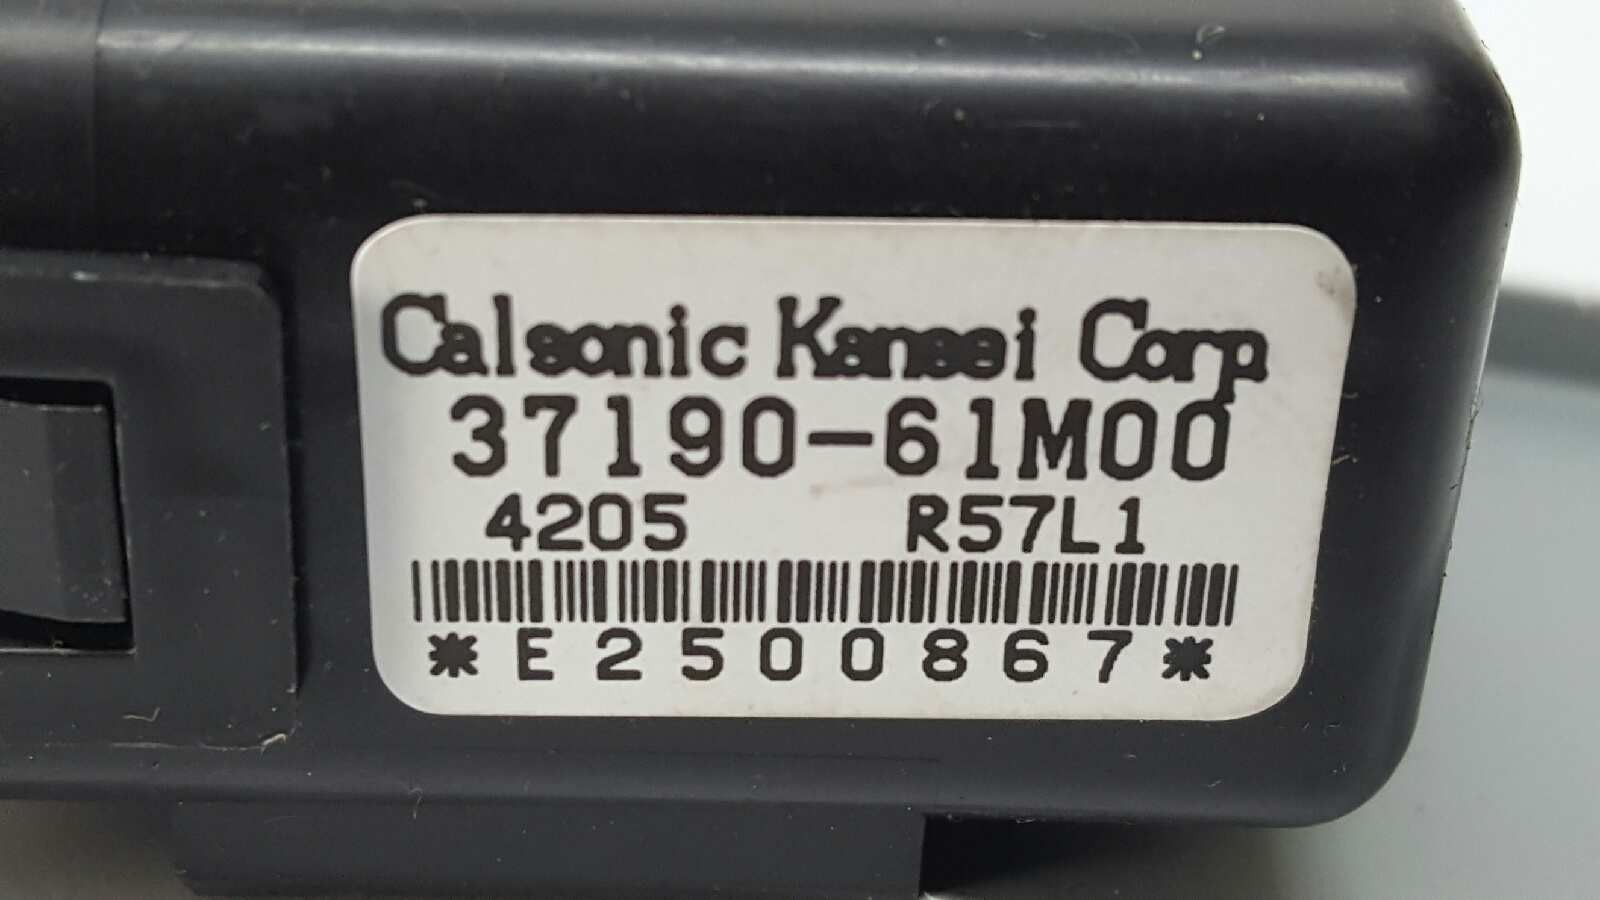 Calsonic Kansei Corp
37190-61M00
4205 R57L1
*E2500867*